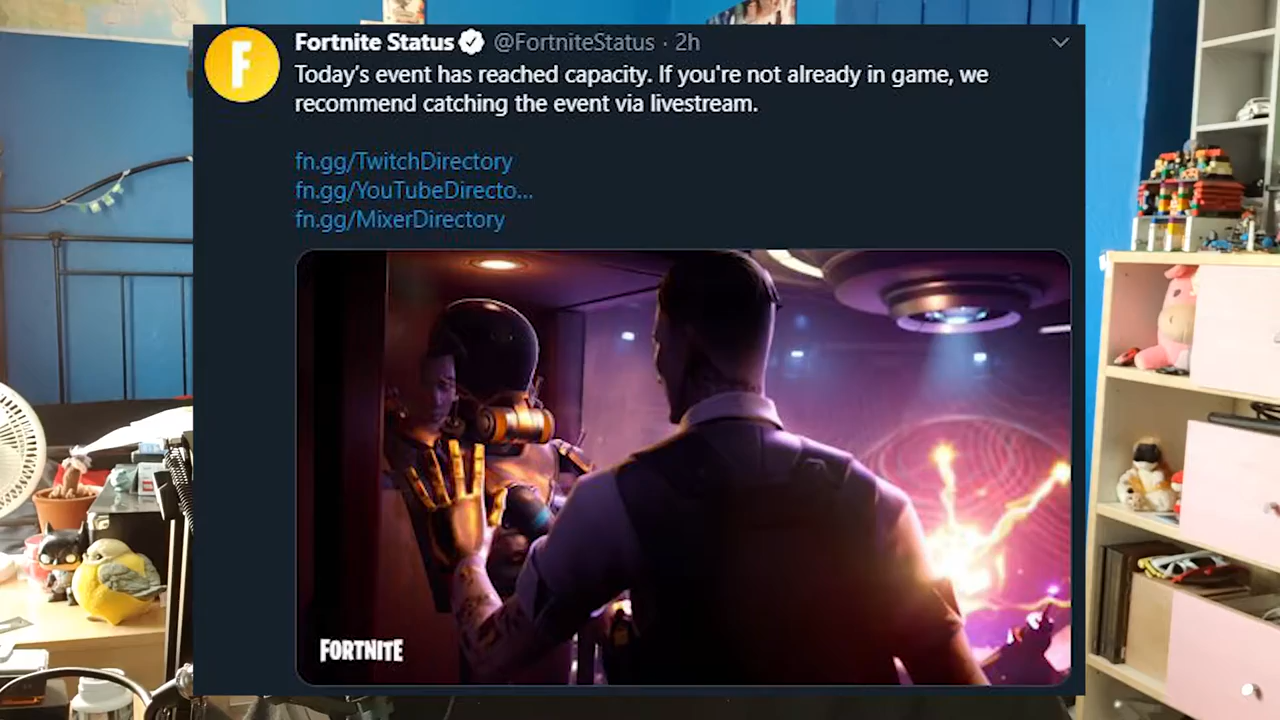 Fortnite Status @FortniteStatus · 2h
Today's event has reached capacity. If you're not already in game, we
recommend catching the event via livestream.
fn.gg/TwitchDirectory
fn.gg/YouTubeDirecto...
fn.gg/MixerDirectory
FORTNITE